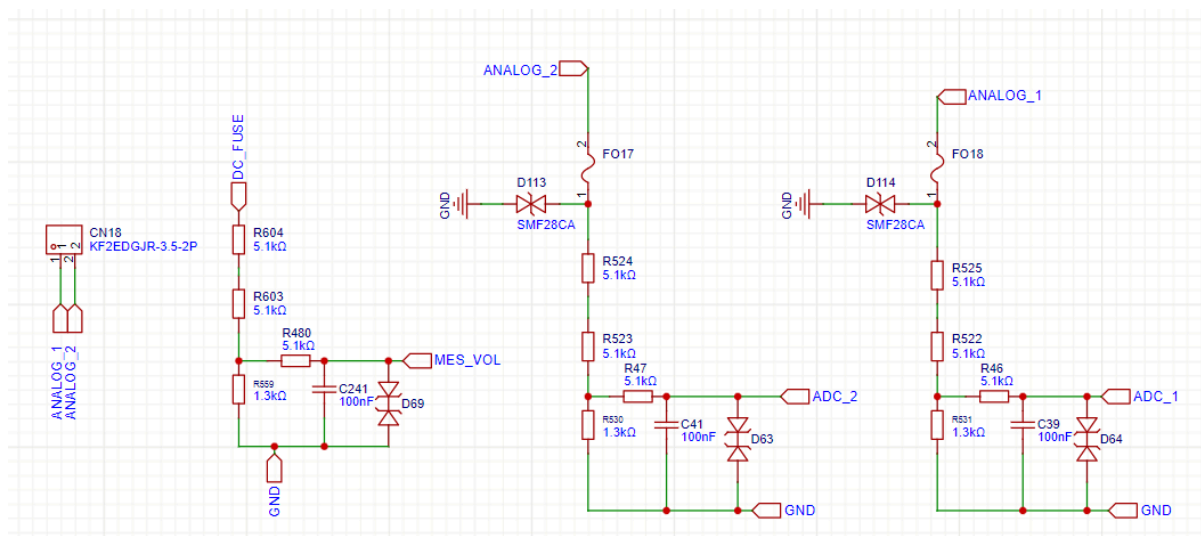 ANALOG_2
ANALOG_1
DC_FUSE
2
FO17
1
2
FO18
1
D113
GND
SMF28CA
D114
GND
SMF28CA
CN18
KF2EDGJR-3.5-2P
1
2
1
2
ANALOG_1
ANALOG_2
R604
5.1kΩ
R603
5.1kΩ
R480
5.1kΩ
MES_VOL
R559
1.3kΩ
C241
100nF
D69
GND
R524
5.1kΩ
R523
5.1kΩ
R47
5.1kΩ
ADC_2
R530
1.3kΩ
C41
100nF
D63
GND
R525
5.1kΩ
R522
5.1kΩ
R46
5.1kΩ
ADC_1
R531
1.3kΩ
C39
100nF
D64
GND